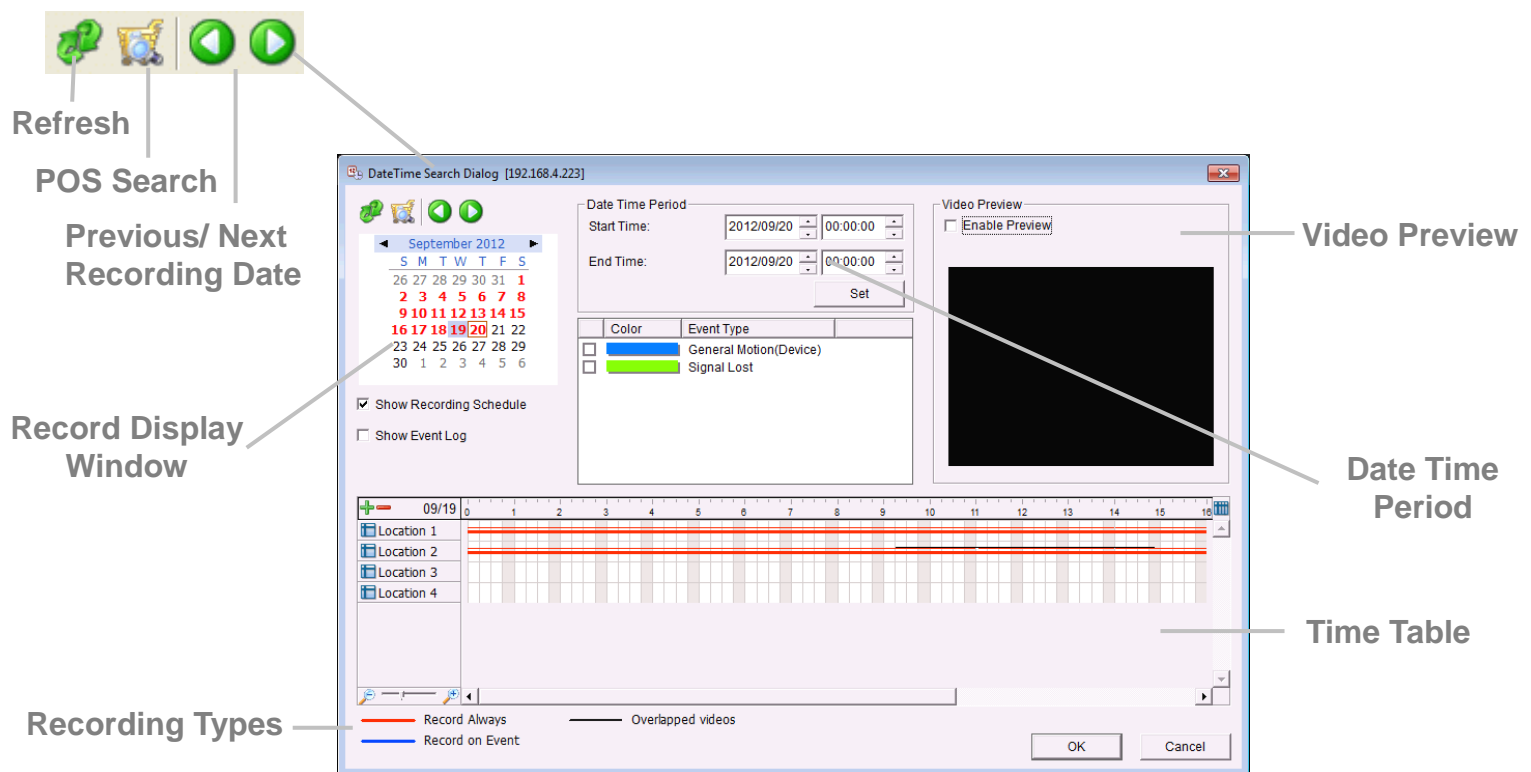 Refresh
POS Search
Previous/ Next
Recording Date
Record Display
Window
Recording Types
Video Preview
Date Time
Period
Time Table
DateTime Search Dialog [192.168.4.223]
September 2012
S M T W T F S
26 27 28 29 30 31 1
2 3 4 5 6 7 8
9 10 11 12 13 14 15
16 17 18 19 20 21 22
23 24 25 26 27 28 29
30 1 2 3 4 5 6
Show Recording Schedule
Show Event Log
Date Time Period
Start Time: 2012/09/20 00:00:00
End Time: 2012/09/20 00:00:00
Set
Color Event Type
General Motion(Device)
Signal Lost
Video Preview
Enable Preview
09/19 0 1 2 3 4 5 6 7 8 9 10 11 12 13 14 15 16
Location 1
Location 2
Location 3
Location 4
Record Always Overlapped videos
Record on Event
OK Cancel